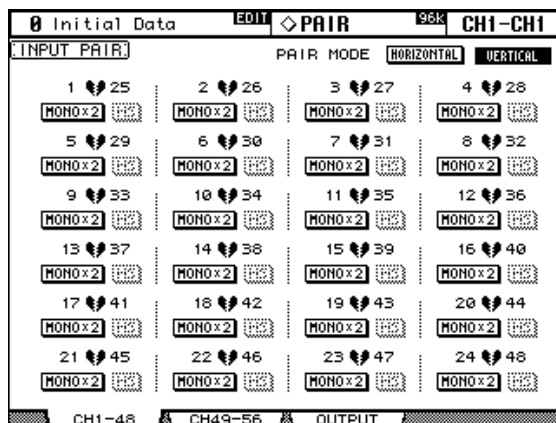 0 Initial Data EDIT ◇PAIR 96k CH1-CH1
INPUT PAIR PAIR MODE HORIZONTAL VERTICAL
1 25 2 26 3 27 4 28
MONO×2 MS MONO×2 MS MONO×2 MS MONO×2 MS
5 29 6 30 7 31 8 32
MONO×2 MS MONO×2 MS MONO×2 MS MONO×2 MS
9 33 10 34 11 35 12 36
MONO×2 MS MONO×2 MS MONO×2 MS MONO×2 MS
13 37 14 38 15 39 16 40
MONO×2 MS MONO×2 MS MONO×2 MS MONO×2 MS
17 41 18 42 19 43 20 44
MONO×2 MS MONO×2 MS MONO×2 MS MONO×2 MS
21 45 22 46 23 47 24 48
MONO×2 MS MONO×2 MS MONO×2 MS MONO×2 MS
CH1-48 CH49-56 OUTPUT